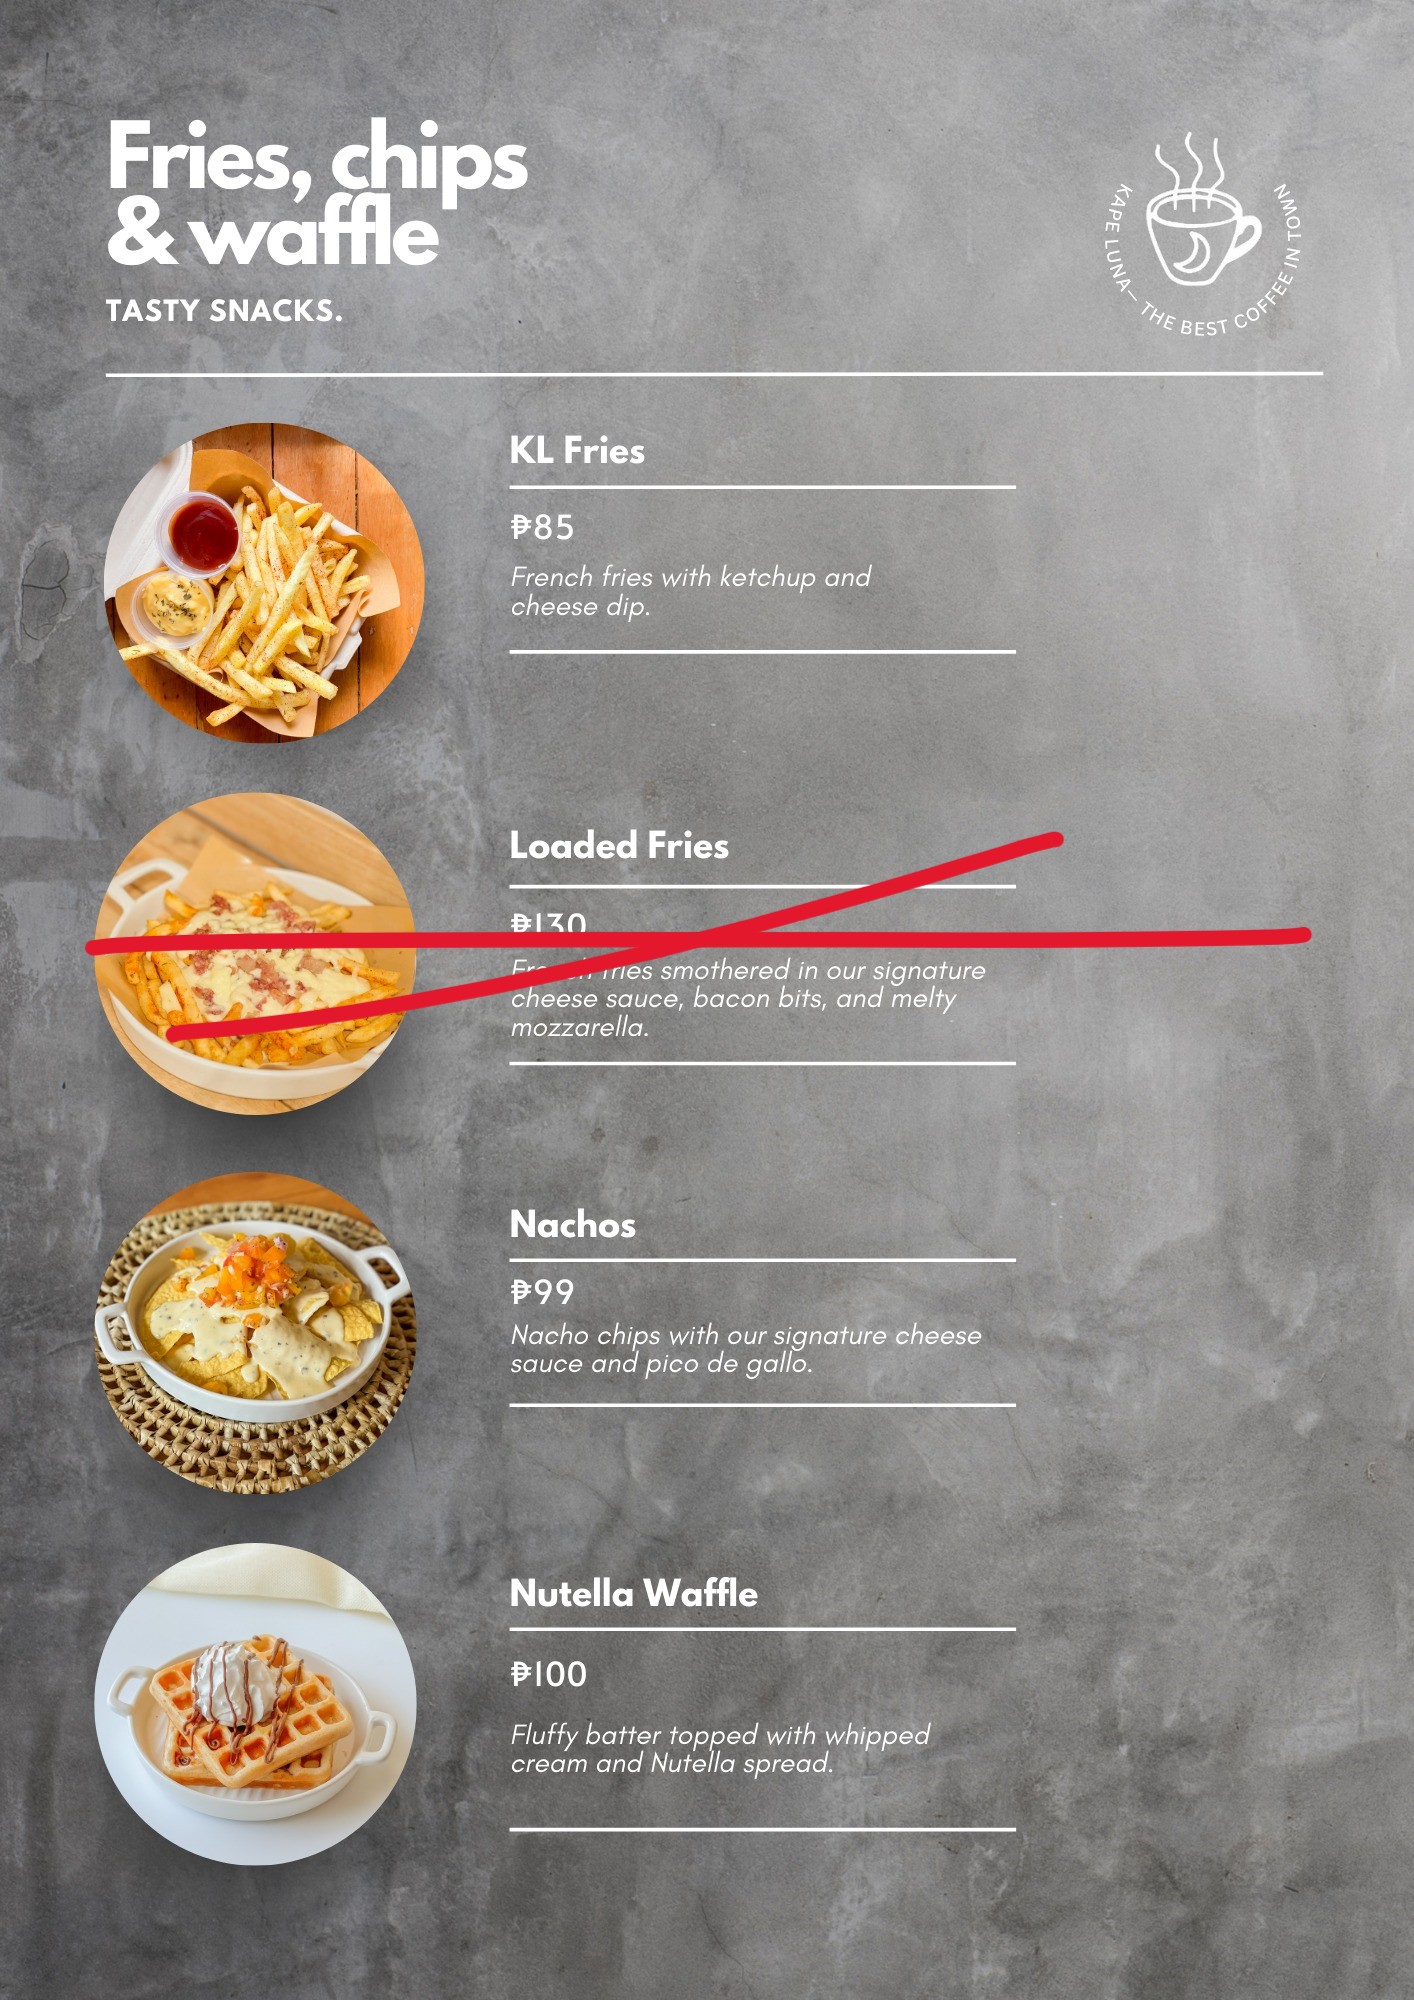 Fries, chips
& waffle
TASTY SNACKS.
KAPE LUNA— THE BEST COFFEE IN TOWN
KL Fries
₱85
French fries with ketchup and
cheese dip.
Loaded Fries
₱130
French fries smothered in our signature
cheese sauce, bacon bits, and melty
mozzarella.
Nachos
₱99
Nacho chips with our signature cheese
sauce and pico de gallo.
Nutella Waffle
₱100
Fluffy batter topped with whipped
cream and Nutella spread.